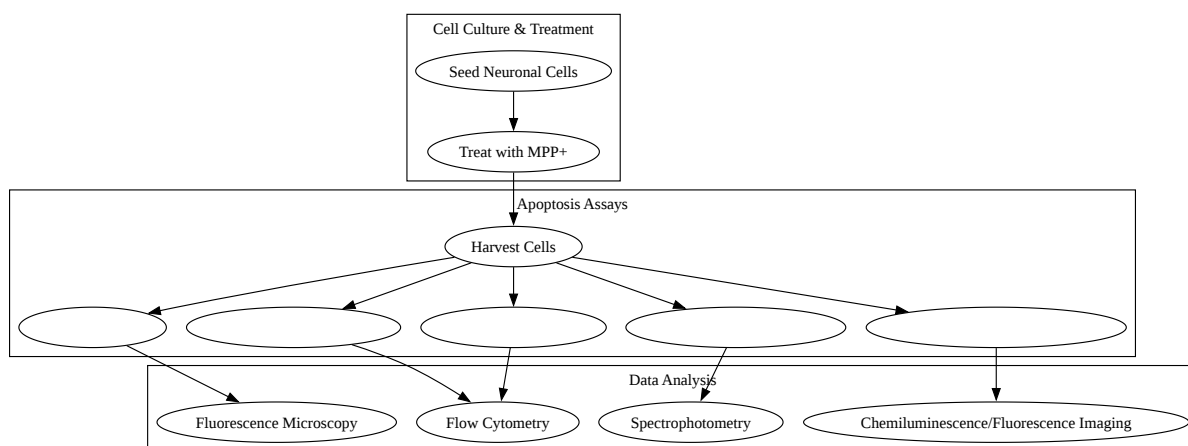 Cell Culture & Treatment
Seed Neuronal Cells
Treat with MPP+
Apoptosis Assays
Harvest Cells
Data Analysis
Fluorescence Microscopy
Flow Cytometry
Spectrophotometry
Chemiluminescence/Fluorescence Imaging